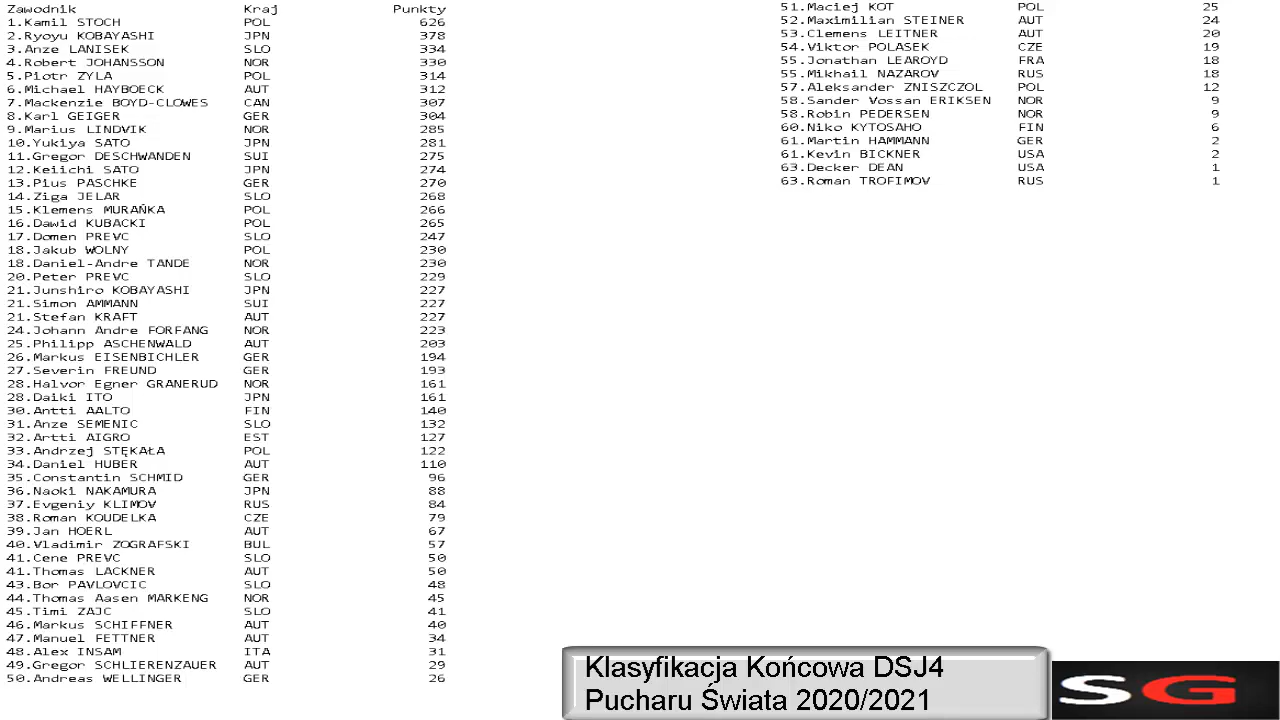 Zawodnik Kraj Punkty
1.Kamil STOCH POL 626
2.Ryoyu KOBAYASHI JPN 378
3.Anze LANISEK SLO 334
4.Robert JOHANSSON NOR 330
5.Piotr ZYLA POL 314
6.Michael HAYBOECK AUT 312
7.Mackenzie BOYD-CLOWES CAN 307
8.Karl GEIGER GER 304
9.Marius LINDVIK NOR 285
10.Yukiya SATO JPN 281
11.Gregor DESCHWANDEN SUI 275
12.Keiichi SATO JPN 274
13.Pius PASCHKE GER 270
14.Ziga JELAR SLO 268
15.Klemens MURAŃKA POL 266
16.Dawid KUBACKI POL 265
17.Domen PREVC SLO 247
18.Jakub WOLNY POL 230
18.Daniel-Andre TANDE NOR 230
20.Peter PREVC SLO 229
21.Junshiro KOBAYASHI JPN 227
21.Simon AMMANN SUI 227
21.Stefan KRAFT AUT 227
24.Johann Andre FORFANG NOR 223
25.Philipp ASCHENWALD AUT 203
26.Markus EISENBICHLER GER 194
27.Severin FREUND GER 193
28.Halvor Egner GRANERUD NOR 161
28.Daiki ITO JPN 161
30.Antti AALTO FIN 140
31.Anze SEMENIC SLO 132
32.Artti AIGRO EST 127
33.Andrzej STĘKAŁA POL 122
34.Daniel HUBER AUT 110
35.Constantin SCHMID GER 96
36.Naoki NAKAMURA JPN 88
37.Evgeniy KLIMOV RUS 84
38.Roman KOUDELKA CZE 79
39.Jan HOERL AUT 67
40.Vladimir ZOGRAFSKI BUL 57
41.Cene PREVC SLO 50
41.Thomas LACKNER AUT 50
43.Bor PAVLOVCIC SLO 48
44.Thomas Aasen MARKENG NOR 45
45.Timi ZAJC SLO 41
46.Markus SCHIFFNER AUT 40
47.Manuel FETTNER AUT 34
48.Alex INSAM ITA 31
49.Gregor SCHLIERENZAUER AUT 29
50.Andreas WELLINGER GER 26
51.Maciej KOT POL 25
52.Maximilian STEINER AUT 24
53.Clemens LEITNER AUT 20
54.Viktor POLASEK CZE 19
55.Jonathan LEAROYD FRA 18
55.Mikhail NAZAROV RUS 18
57.Aleksander ZNISZCZOL POL 12
58.Sander Vossan ERIKSEN NOR 9
58.Robin PEDERSEN NOR 9
60.Niko KYTOSAHO FIN 6
61.Martin HAMMANN GER 2
61.Kevin BICKNER USA 2
63.Decker DEAN USA 1
63.Roman TROFIMOV RUS 1
Klasyfikacja Końcowa DSJ4
Pucharu Świata 2020/2021
SG